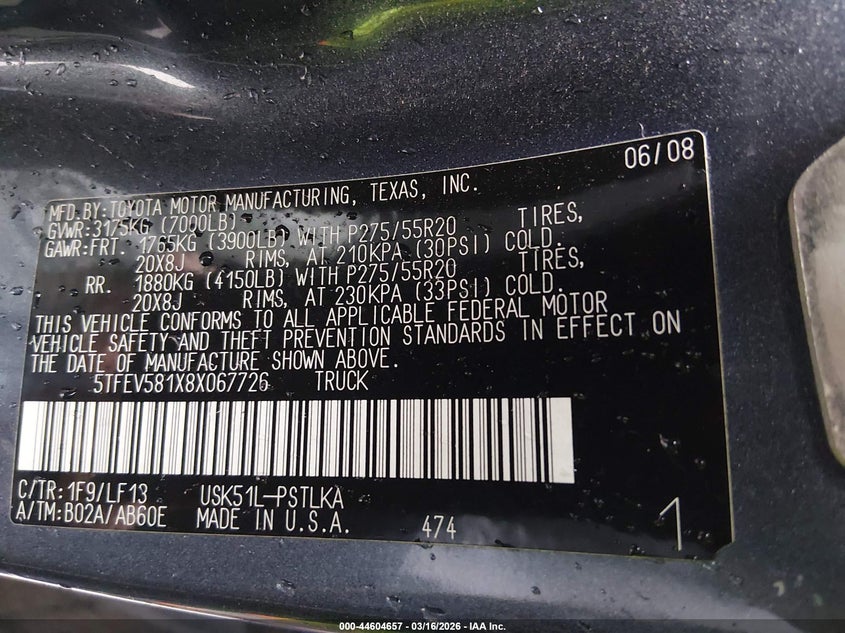 06/08
MFD.BY:TOYOTA MOTOR MANUFACTURING, TEXAS, INC.
GVWR:3175KG (7000LB)
GAWR:FRT. 1765KG (3900LB) WITH P275/55R20 TIRES,
20X8J RIMS, AT 210KPA (30PSI) COLD.
RR. 1880KG (4150LB) WITH P275/55R20 TIRES,
20X8J RIMS, AT 230KPA (33PSI) COLD.
THIS VEHICLE CONFORMS TO ALL APPLICABLE FEDERAL MOTOR
VEHICLE SAFETY AND THEFT PREVENTION STANDARDS IN EFFECT ON
THE DATE OF MANUFACTURE SHOWN ABOVE.
5TFEV581X8X067726 TRUCK
C/TR:1F9/LF13 USK51L-PSTLKA
A/TM:B02A/AB60E MADE IN U.S.A. 474 1
000-44604657 - 03/16/2026 - IAA Inc.